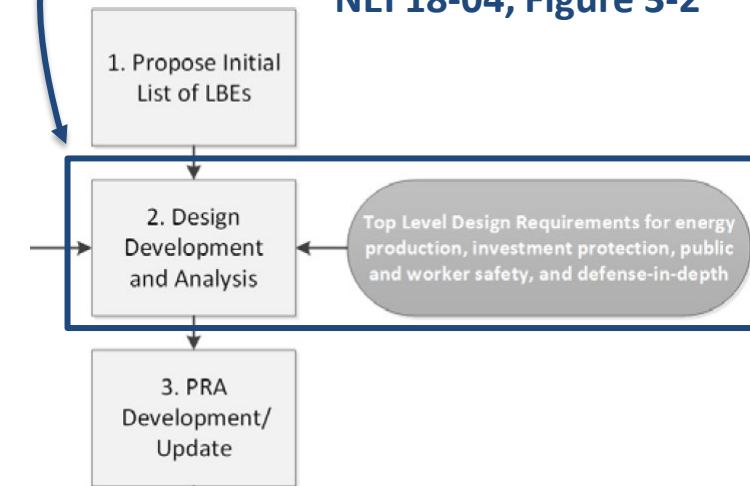 NEI 18-04, Figure 3-2
1. Propose Initial
List of LBEs
2. Design
Development
and Analysis
Top Level Design Requirements for energy
production, investment protection, public
and worker safety, and defense-in-depth
3. PRA
Development/
Update